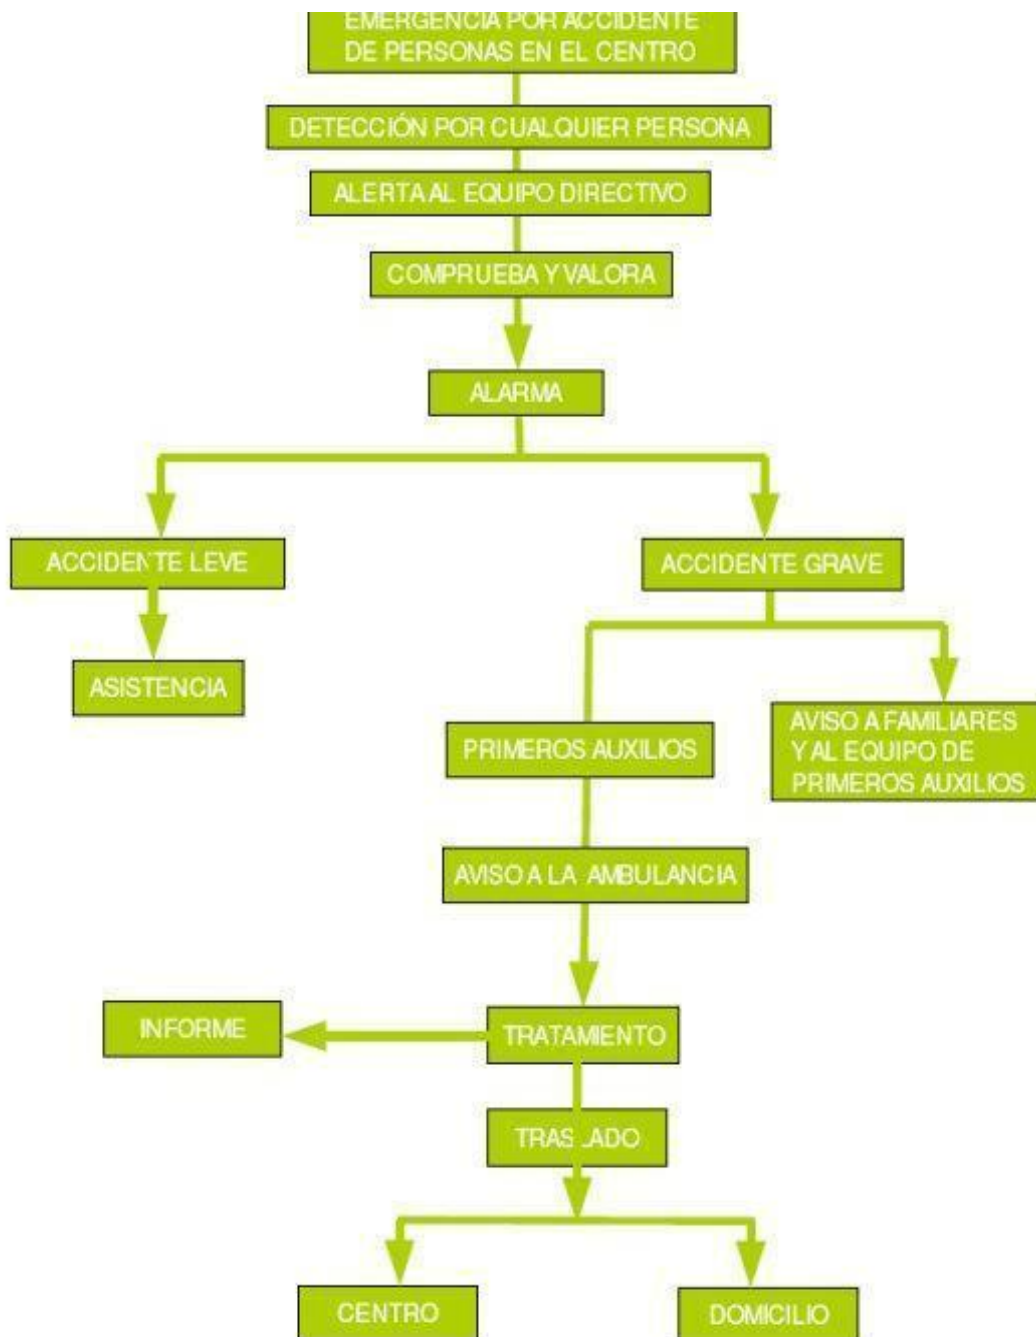 EMERGENCIA POR ACCIDENTE
DE PERSONAS EN EL CENTRO
DETECCIÓN POR CUALQUIER PERSONA
ALERTA AL EQUIPO DIRECTIVO
COMPRUEBA Y VALORA
ALARMA
ACCIDENTE LEVE
ACCIDENTE GRAVE
ASISTENCIA
AVISO A FAMILIARES
Y AL EQUIPO DE
PRIMEROS AUXILIOS
PRIMEROS AUXILIOS
AVISO A LA AMBULANCIA
INFORME
TRATAMIENTO
TRASLADO
CENTRO
DOMICILIO